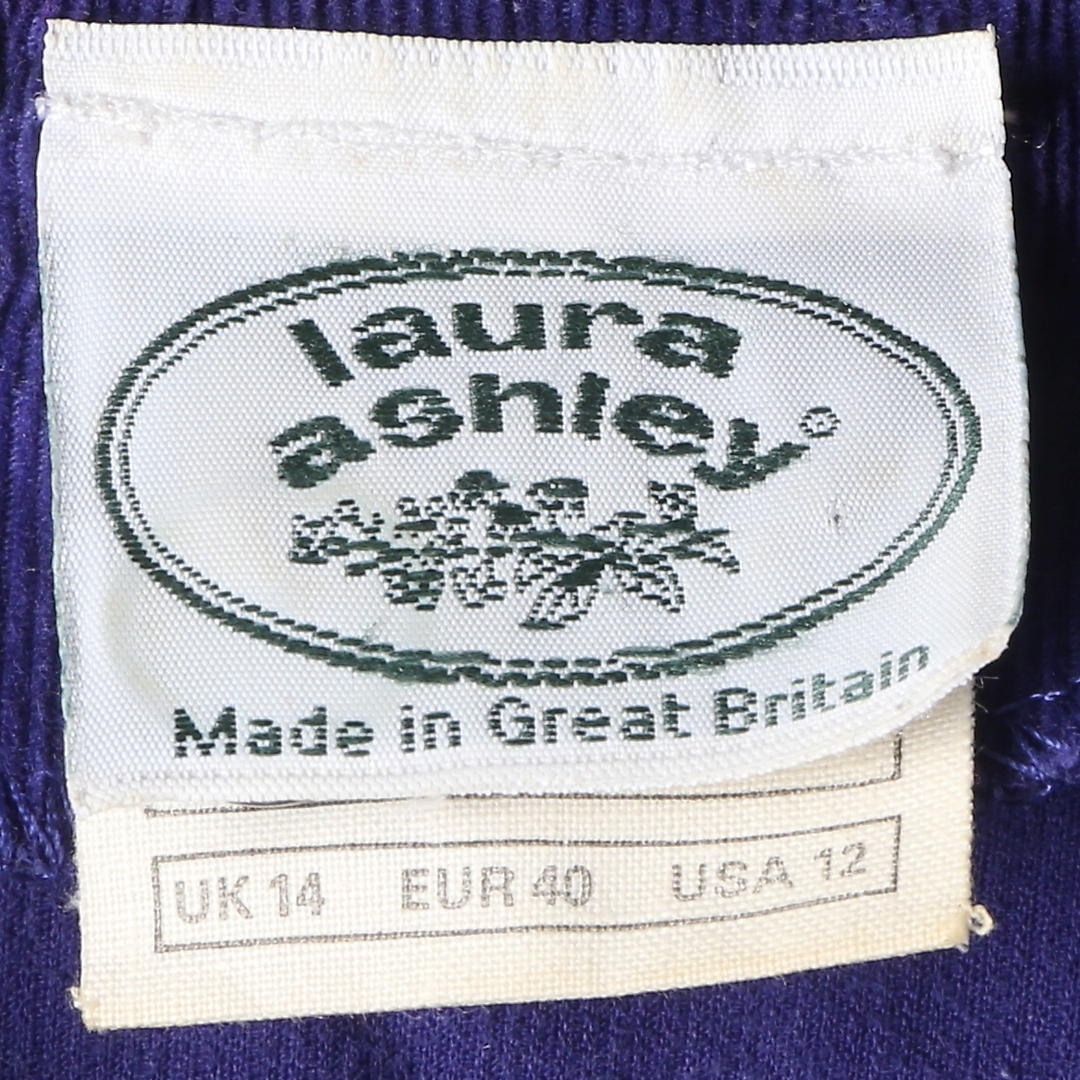 laura
ashley®
Made in Great Britain
UK 14 EUR 40 USA 12